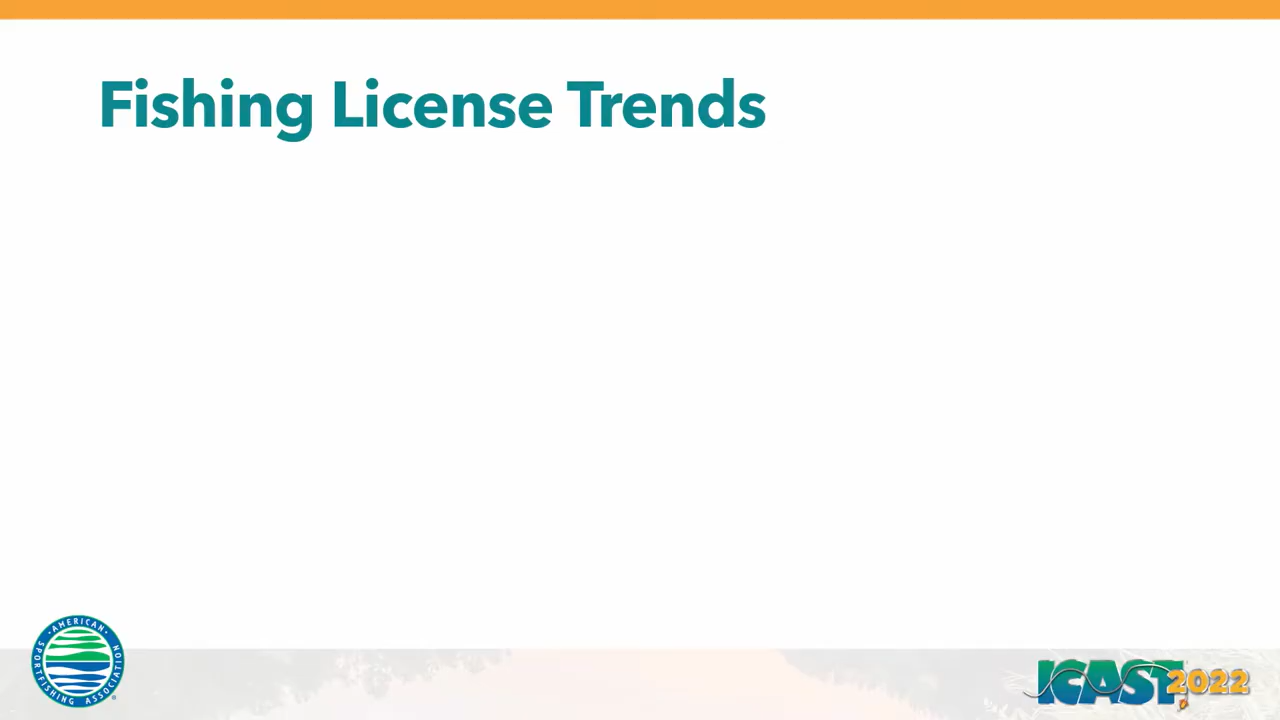 Fishing License Trends
AMERICAN
SPORTFISHING ASSOCIATION
ICAST 2022